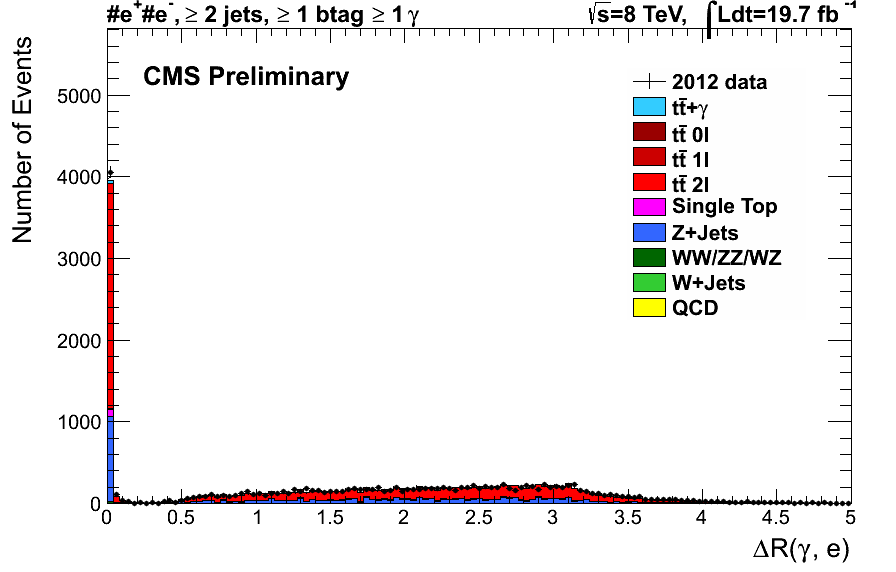 #e⁺#e⁻, ≥ 2 jets, ≥ 1 btag ≥ 1 γ
√s=8 TeV, ∫Ldt=19.7 fb⁻¹
CMS Preliminary
2012 data
tt̄+γ
tt̄ 0l
tt̄ 1l
tt̄ 2l
Single Top
Z+Jets
WW/ZZ/WZ
W+Jets
QCD
Number of Events
5000
4000
3000
2000
1000
0
0 0.5 1 1.5 2 2.5 3 3.5 4 4.5 5
ΔR(γ, e)